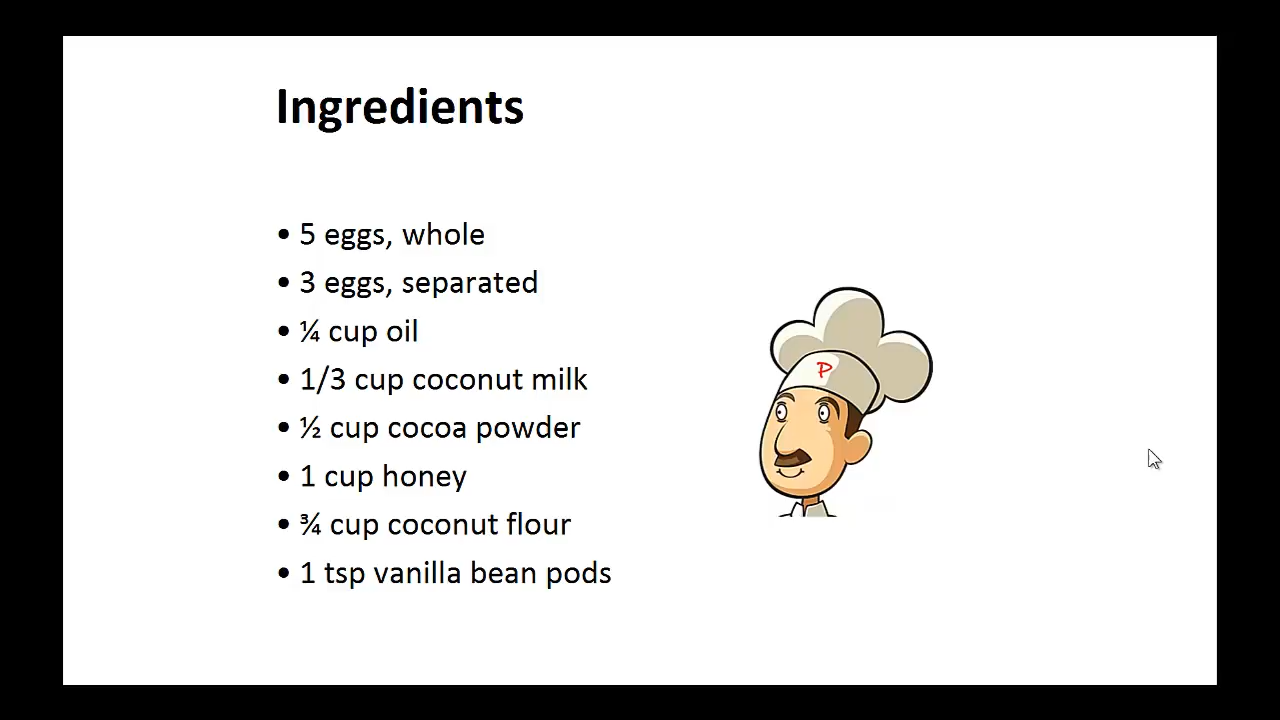 Ingredients
• 5 eggs, whole
• 3 eggs, separated
• ¼ cup oil
• 1/3 cup coconut milk
• ½ cup cocoa powder
• 1 cup honey
• ¾ cup coconut flour
• 1 tsp vanilla bean pods
P